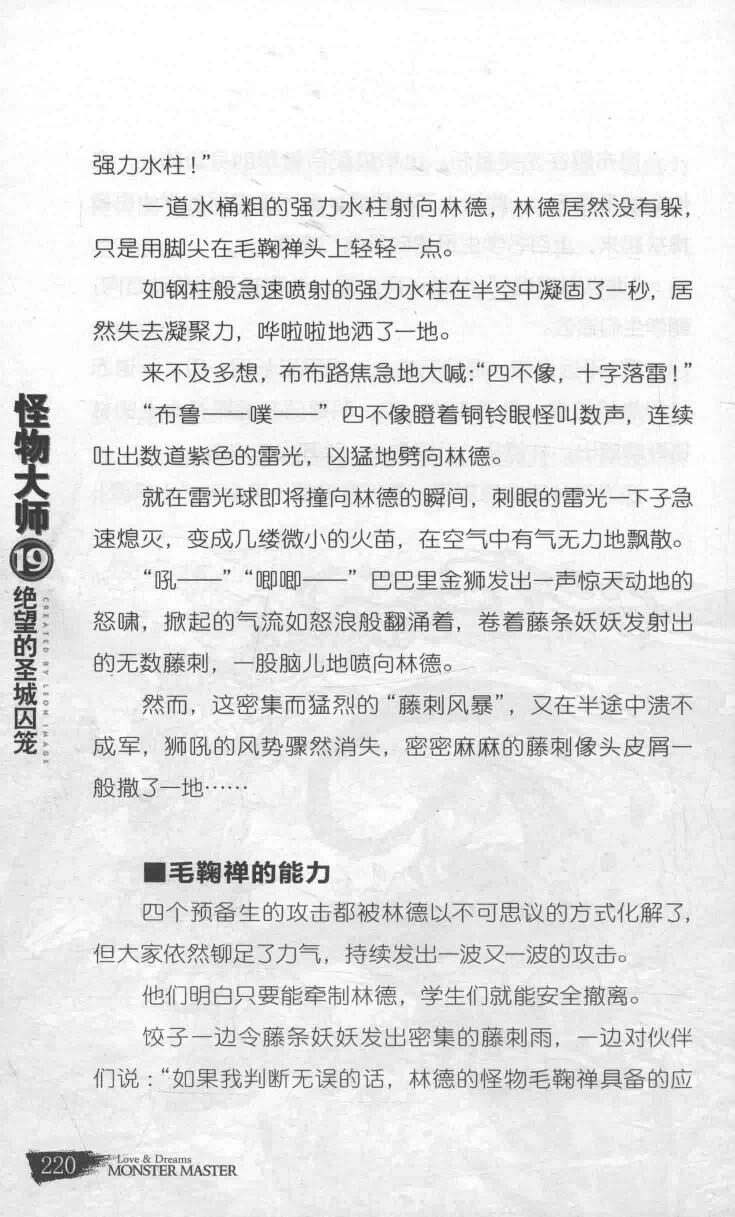 强力水柱！”
一道水桶粗的强力水柱射向林德，林德居然没有躲，
只是用脚尖在毛鞠禅头上轻轻一点。
如钢柱般急速喷射的强力水柱在半空中凝固了一秒，居
然失去凝聚力，哗啦啦地洒了一地。
来不及多想，布布路焦急地大喊：“四不像，十字落雷！”
“布鲁——噗——”四不像瞪着铜铃眼怪叫数声，连续
吐出数道紫色的雷光，凶猛地劈向林德。
就在雷光球即将撞向林德的瞬间，刺眼的雷光一下子急
速熄灭，变成几缕微小的火苗，在空气中有气无力地飘散。
“吼——”“唧唧——”巴巴里金狮发出一声惊天动地的
怒啸，掀起的气流如怒浪般翻涌着，卷着藤条妖妖发射出
的无数藤刺，一股脑儿地喷向林德。
然而，这密集而猛烈的“藤刺风暴”，又在半途中溃不
成军，狮吼的风势骤然消失，密密麻麻的藤刺像头皮屑一
般撒了一地……
■毛鞠禅的能力
四个预备生的攻击都被林德以不可思议的方式化解了，
但大家依然铆足了力气，持续发出一波又一波的攻击。
他们明白只要能牵制林德，学生们就能安全撤离。
饺子一边令藤条妖妖发出密集的藤刺雨，一边对伙伴
们说：“如果我判断无误的话，林德的怪物毛鞠禅具备的应
怪物大师
19
绝望的圣城囚笼
CREATED BY LEON IMAGE
220
Love & Dreams
MONSTER MASTER